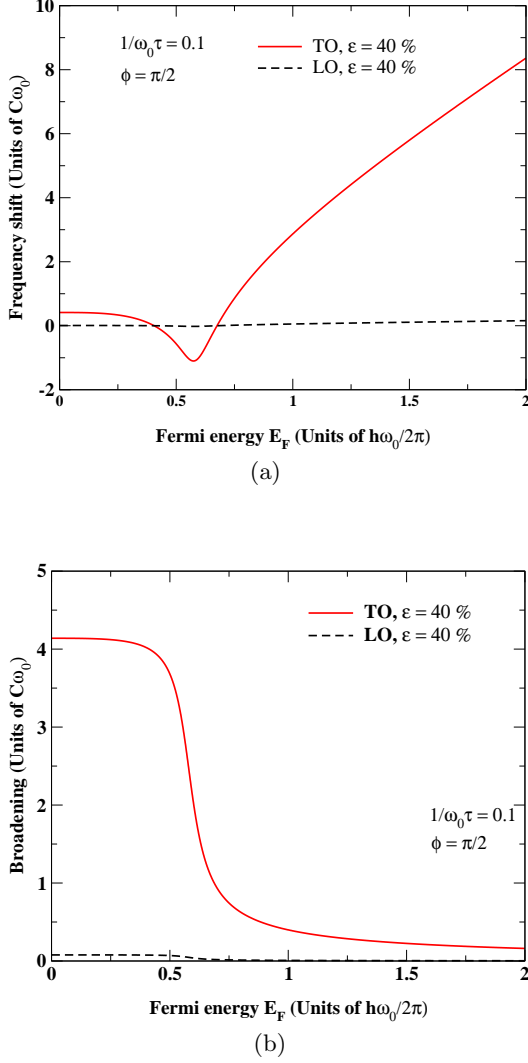 1/ω₀τ = 0.1
φ = π/2
TO, ε = 40 %
LO, ε = 40 %
Frequency shift (Units of Cω₀)
10
8
6
4
2
0
-2
0
0.5
1
1.5
2
Fermi energy E_F (Units of hω₀/2π)
(a)
TO, ε = 40 %
LO, ε = 40 %
1/ω₀τ = 0.1
φ = π/2
Broadening (Units of Cω₀)
5
4
3
2
1
0
0
0.5
1
1.5
2
Fermi energy E_F (Units of hω₀/2π)
(b)